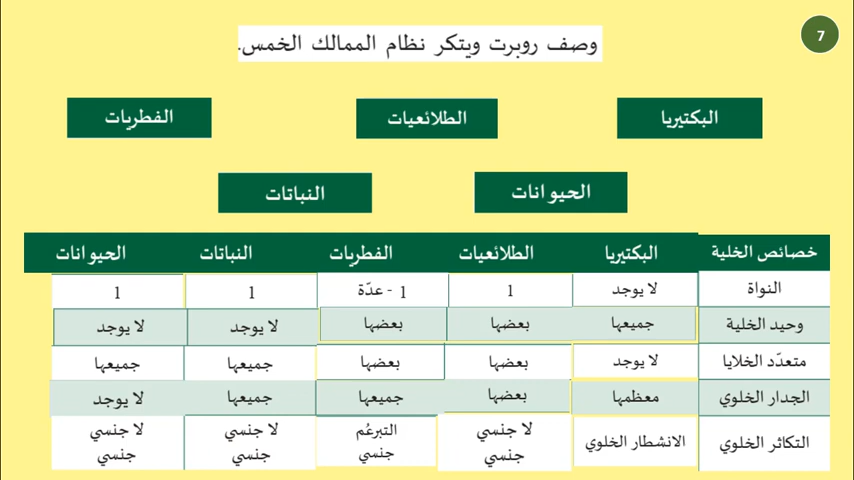 7
وصف روبرت ويتكر نظام الممالك الخمس.
البكتيريا الطلائعيات الفطريات
الحيوانات النباتات
خصائص الخلية البكتيريا الطلائعيات الفطريات النباتات الحيوانات
النواة لا يوجد 1 1 - عدّة 1 1
وحيد الخلية جميعها بعضها بعضها لا يوجد لا يوجد
متعدّد الخلايا لا يوجد بعضها بعضها جميعها جميعها
الجدار الخلوي معظمها بعضها جميعها جميعها لا يوجد
التكاثر الخلوي الانشطار الخلوي لا جنسي التبرعُم لا جنسي لا جنسي
جنسي جنسي جنسي جنسي